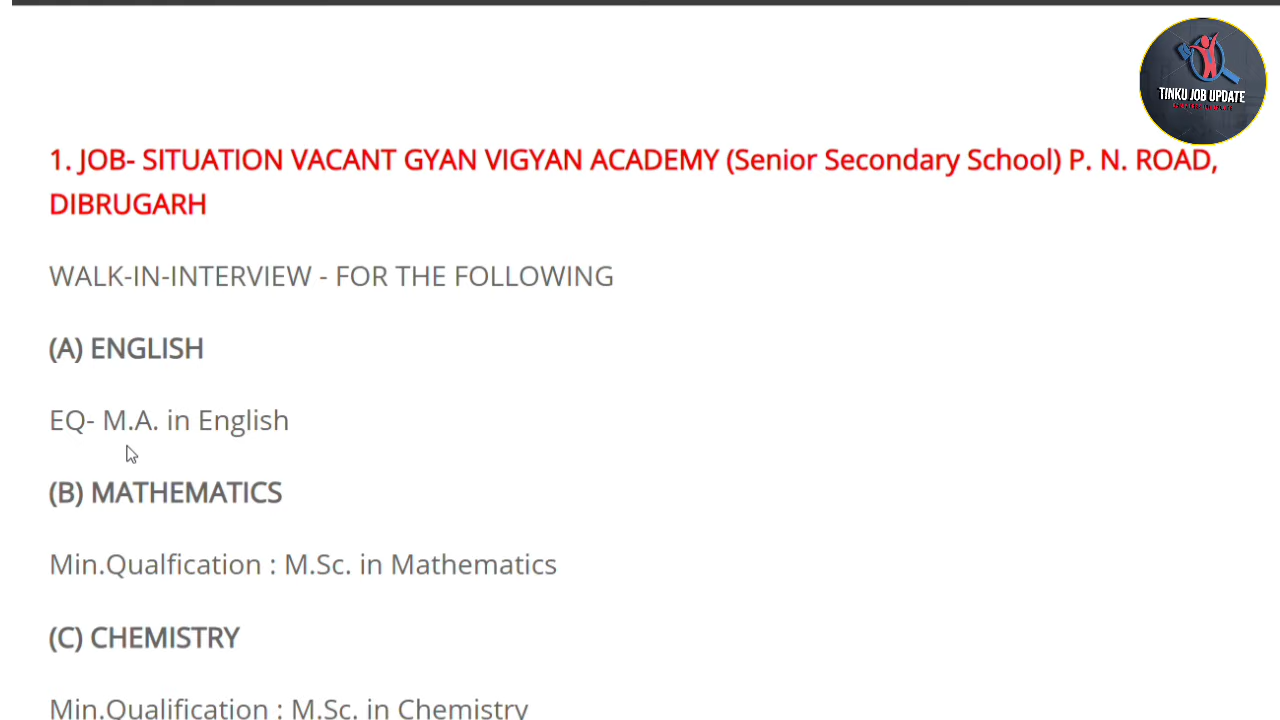 TINKU JOB UPDATE
1. JOB- SITUATION VACANT GYAN VIGYAN ACADEMY (Senior Secondary School) P. N. ROAD,
DIBRUGARH
WALK-IN-INTERVIEW - FOR THE FOLLOWING
(A) ENGLISH
EQ- M.A. in English
(B) MATHEMATICS
Min.Qualfication : M.Sc. in Mathematics
(C) CHEMISTRY
Min.Qualification : M.Sc. in Chemistry